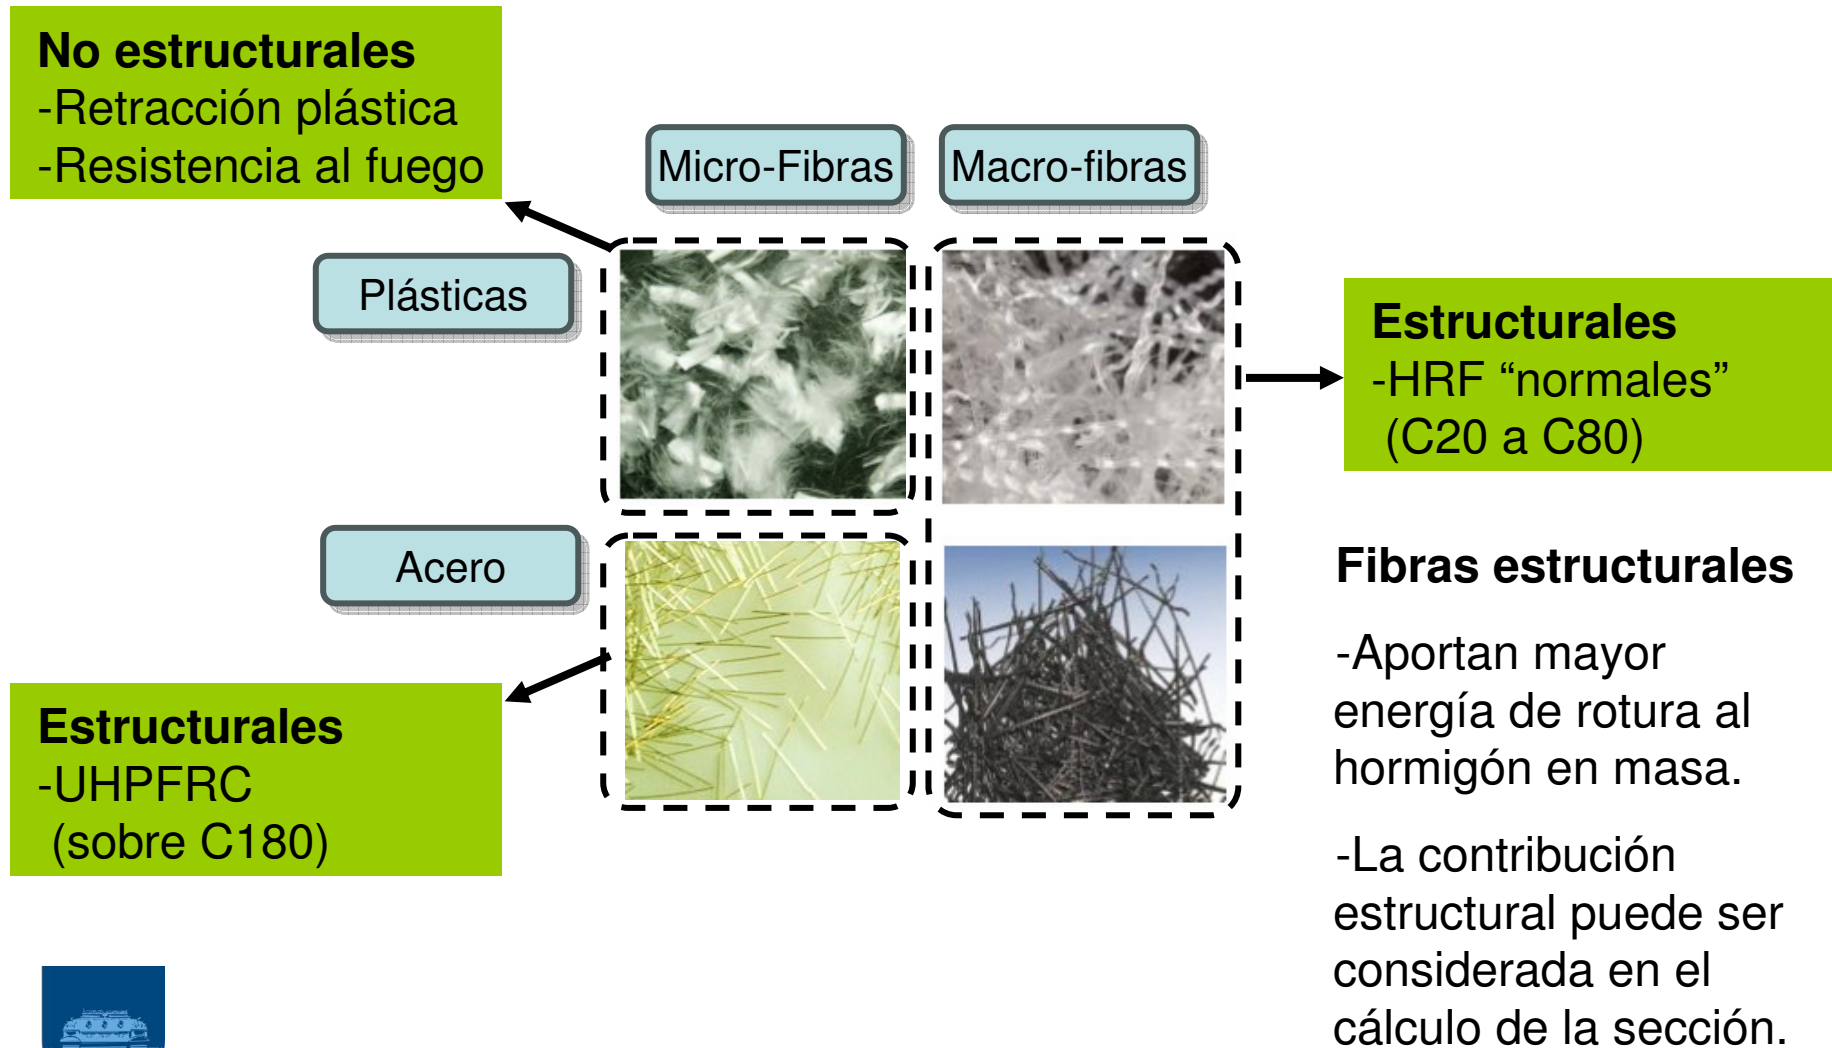 No estructurales
-Retracción plástica
-Resistencia al fuego
Micro-Fibras
Macro-fibras
Plásticas
Acero
Estructurales
-HRF “normales”
(C20 a C80)
Estructurales
-UHPFRC
(sobre C180)
Fibras estructurales
-Aportan mayor
energía de rotura al
hormigón en masa.
-La contribución
estructural puede ser
considerada en el
cálculo de la sección.